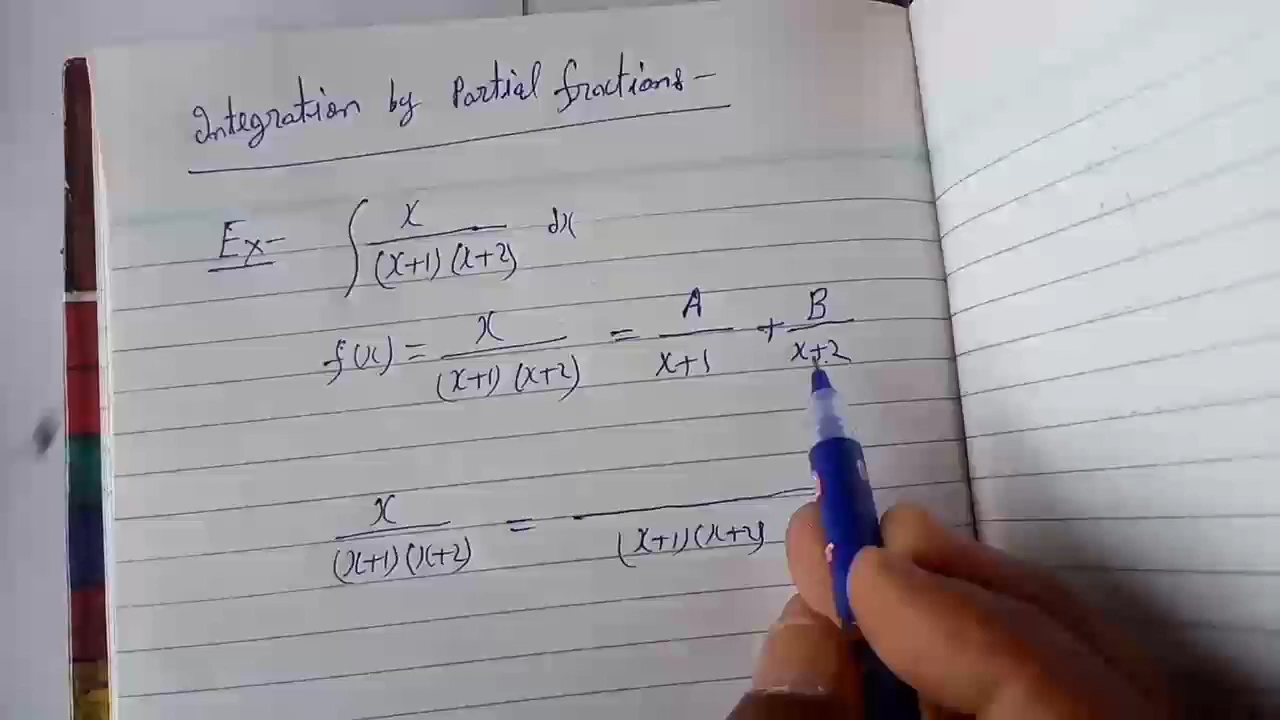 Integration by Partial fractions -
Ex- ∫ x/((x+1)(x+2)) dx
f(x) = x/((x+1)(x+2)) = A/(x+1) + B/(x+2)
x/((x+1)(x+2)) = /((x+1)(x+2)